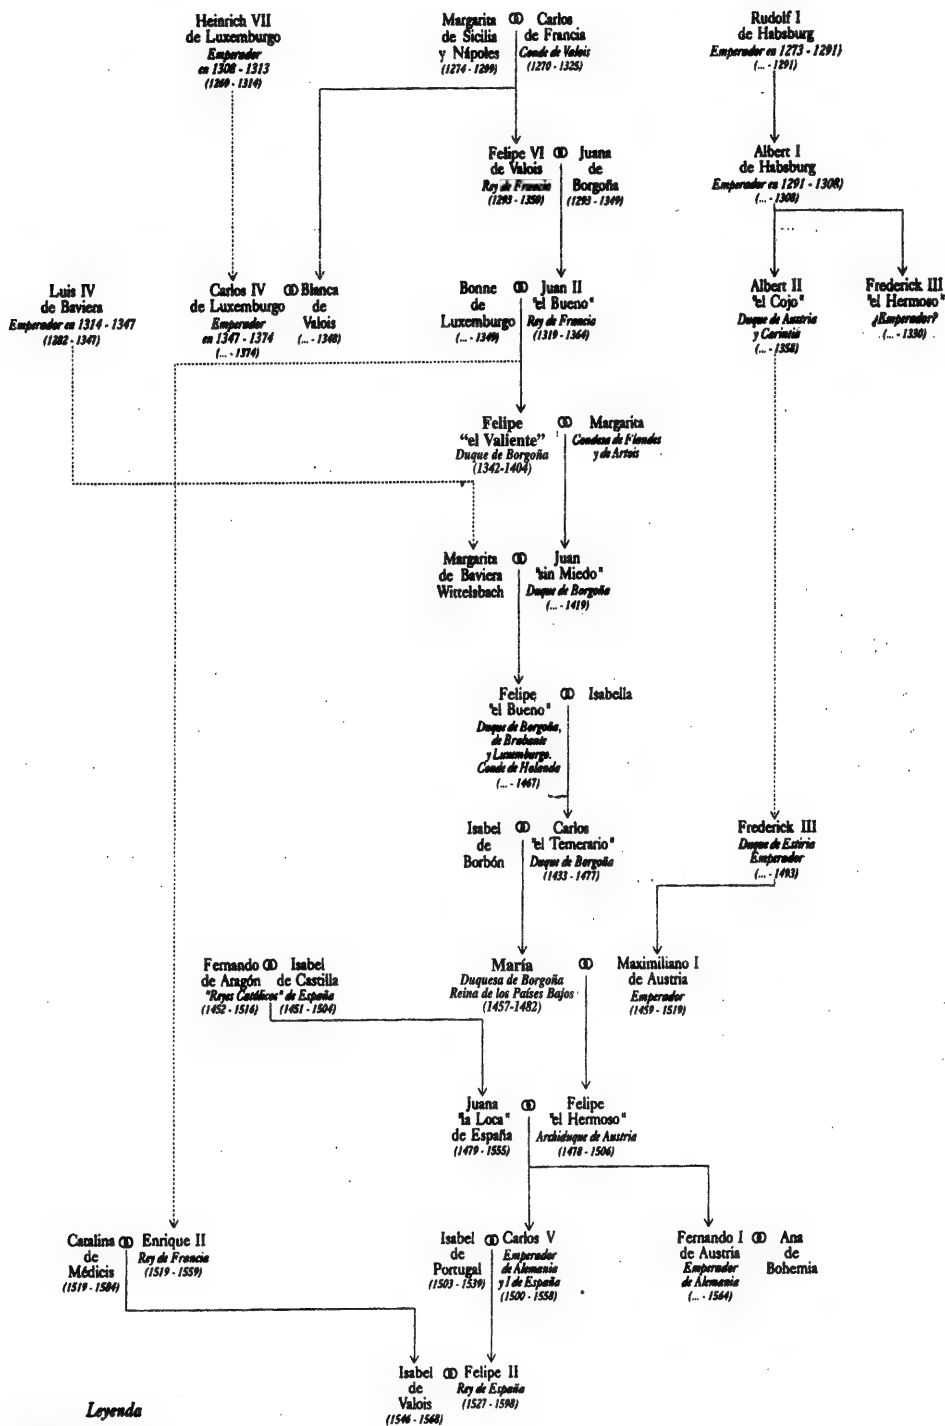 Heinrich VII
de Luxemburgo
Emperador
en 1308 - 1313
(1269 - 1314)
Margarita
de Sicilia
y Nápoles
(1274 - 1299)
Carlos
de Francia
Conde de Valois
(1270 - 1325)
Rudolf I
de Habsburg
Emperador en 1273 - 1291)
(... - 1291)
Felipe VI
de Valois
Rey de Francia
(1293 - 1350)
Juana
de
Borgoña
(1293 - 1349)
Albert I
de Habsburg
Emperador en 1291 - 1308)
(... - 1308)
Luis IV
de Baviera
Emperador en 1314 - 1347
(1282 - 1347)
Carlos IV
de Luxemburgo
Emperador
en 1347 - 1374
(... - 1374)
Blanca
de
Valois
(... - 1348)
Bonne
de
Luxemburgo
(... - 1349)
Juan II
"el Bueno"
Rey de Francia
(1319 - 1364)
Albert II
"el Cojo"
Duque de Austria
y Carintia
(... - 1358)
Frederick III
"el Hermoso"
¿Emperador?
(... - 1330)
Felipe
"el Valiente"
Duque de Borgoña
(1342-1404)
Margarita
Condesa de Flandes
y de Artois
Margarita
de Baviera
Wittelsbach
Juan
"sin Miedo"
Duque de Borgoña
(... - 1419)
Felipe
"el Bueno"
Duque de Borgoña,
de Brabante
y Luxemburgo.
Conde de Holanda
(... - 1467)
Isabella
Isabel
de
Borbón
Carlos
"el Temerario"
Duque de Borgoña
(1433 - 1477)
Frederick III
Duque de Estiria
Emperador
(... - 1493)
Fernando
de Aragón
Isabel
de Castilla
"Reyes Católicos" de España
(1452 - 1516)
(1451 - 1504)
María
Duquesa de Borgoña
Reina de los Países Bajos
(1457-1482)
Maximiliano I
de Austria
Emperador
(1459 - 1519)
Juana
"la Loca"
de España
(1479 - 1555)
Felipe
"el Hermoso"
Archiduque de Austria
(1478 - 1506)
Catalina
de
Médicis
(1519 - 1584)
Enrique II
Rey de Francia
(1519 - 1559)
Isabel
de
Portugal
(1503 - 1539)
Carlos V
Emperador
de Alemania
y I de España
(1500 - 1558)
Fernando I
de Austria
Emperador
de Alemania
(... - 1564)
Ana
de
Bohemia
Isabel
de
Valois
(1546 - 1568)
Felipe II
Rey de España
(1527 - 1598)
Leyenda